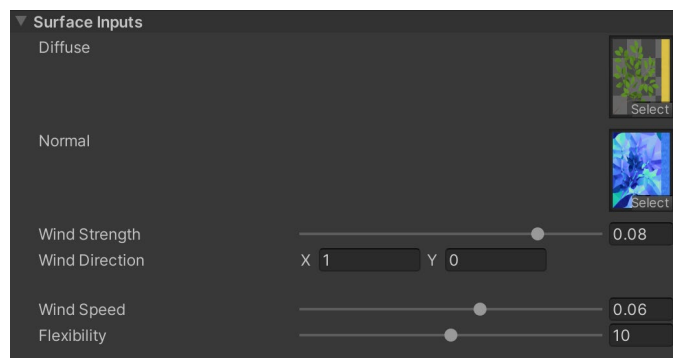 Surface Inputs
Diffuse
Select
Normal
Select
Wind Strength 0.08
Wind Direction X 1 Y 0
Wind Speed 0.06
Flexibility 10